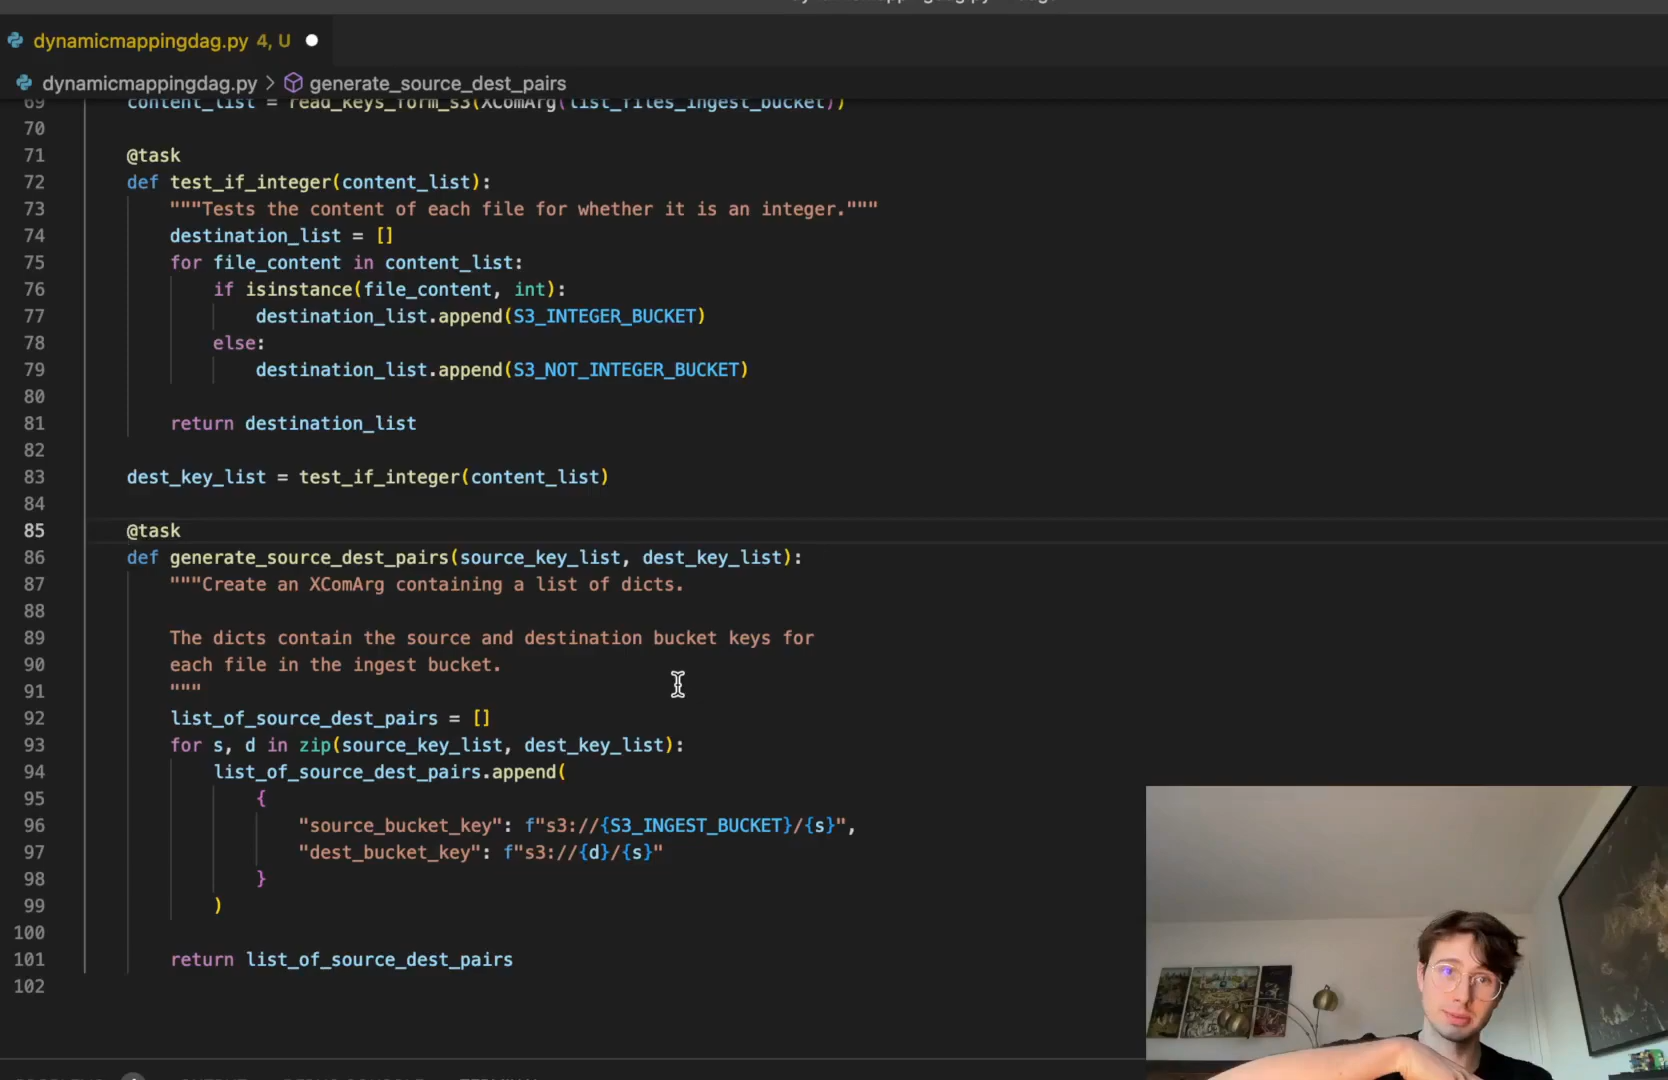 dynamicmappingdag.py 4, U
dynamicmappingdag.py > generate_source_dest_pairs
69 content_list = read_keys_form_s3(XComArg(list_files_ingest_bucket))
70
71 @task
72 def test_if_integer(content_list):
73 """Tests the content of each file for whether it is an integer."""
74 destination_list = []
75 for file_content in content_list:
76 if isinstance(file_content, int):
77 destination_list.append(S3_INTEGER_BUCKET)
78 else:
79 destination_list.append(S3_NOT_INTEGER_BUCKET)
80
81 return destination_list
82
83 dest_key_list = test_if_integer(content_list)
84
85 @task
86 def generate_source_dest_pairs(source_key_list, dest_key_list):
87 """Create an XComArg containing a list of dicts.
88
89 The dicts contain the source and destination bucket keys for
90 each file in the ingest bucket.
91 """
92 list_of_source_dest_pairs = []
93 for s, d in zip(source_key_list, dest_key_list):
94 list_of_source_dest_pairs.append(
95 {
96 "source_bucket_key": f"s3://{S3_INGEST_BUCKET}/{s}",
97 "dest_bucket_key": f"s3://{d}/{s}"
98 }
99 )
100
101 return list_of_source_dest_pairs
102